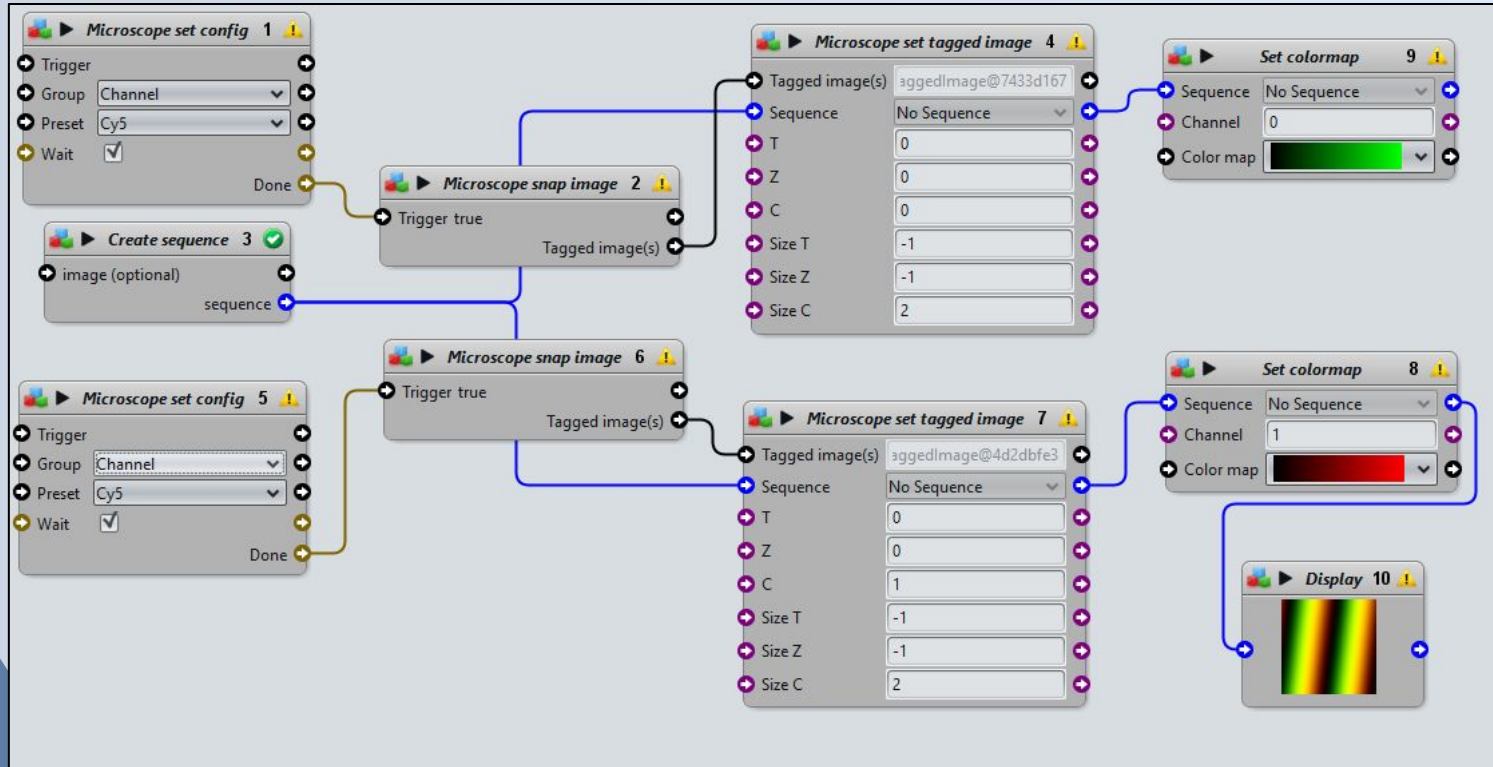 Microscope set config 1
Trigger
Group Channel
Preset Cy5
Wait
Done
Microscope snap image 2
Trigger true
Tagged image(s)
Create sequence 3
image (optional)
sequence
Microscope set tagged image 4
Tagged image(s) aggedImage@7433d167
Sequence No Sequence
T 0
Z 0
C 0
Size T -1
Size Z -1
Size C 2
Set colormap 9
Sequence No Sequence
Channel 0
Color map
Microscope set config 5
Trigger
Group Channel
Preset Cy5
Wait
Done
Microscope snap image 6
Trigger true
Tagged image(s)
Microscope set tagged image 7
Tagged image(s) aggedImage@4d2dbfe3
Sequence No Sequence
T 0
Z 0
C 1
Size T -1
Size Z -1
Size C 2
Set colormap 8
Sequence No Sequence
Channel 1
Color map
Display 10